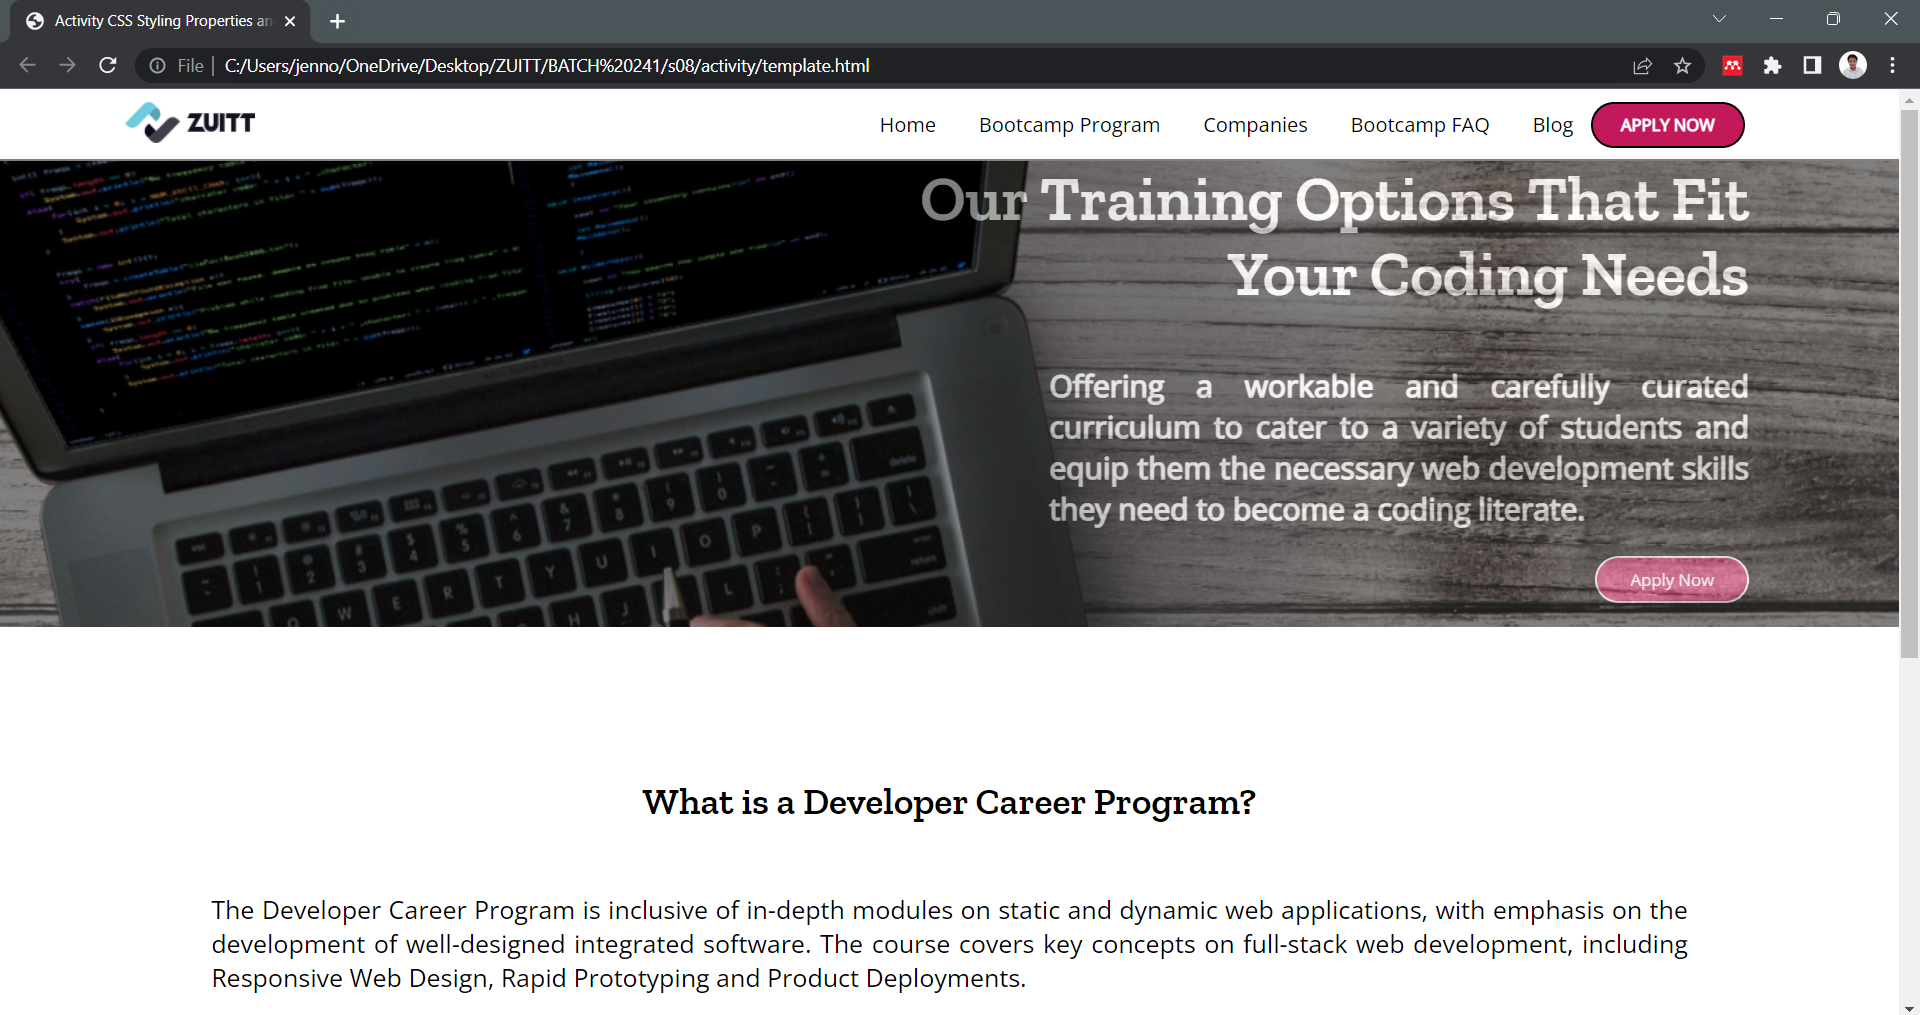 Activity CSS Styling Properties an
File
C:/Users/jenno/OneDrive/Desktop/ZUITT/BATCH%20241/s08/activity/template.html
ZUITT
Home Bootcamp Program Companies Bootcamp FAQ Blog APPLY NOW
Our Training Options That Fit
Your Coding Needs
Offering a workable and carefully curated
curriculum to cater to a variety of students and
equip them the necessary web development skills
they need to become a coding literate.
Apply Now
What is a Developer Career Program?
The Developer Career Program is inclusive of in-depth modules on static and dynamic web applications, with emphasis on the
development of well-designed integrated software. The course covers key concepts on full-stack web development, including
Responsive Web Design, Rapid Prototyping and Product Deployments.